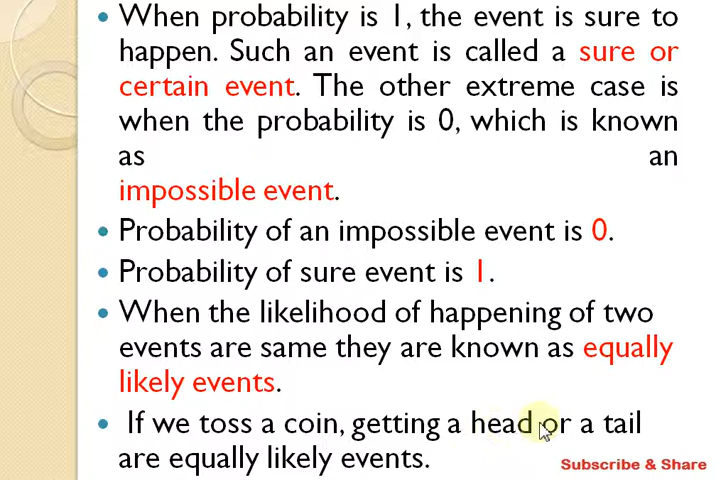 • When probability is 1, the event is sure to
happen. Such an event is called a sure or
certain event. The other extreme case is
when the probability is 0, which is known
as an
impossible event.
• Probability of an impossible event is 0.
• Probability of sure event is 1.
• When the likelihood of happening of two
events are same they are known as equally
likely events.
• If we toss a coin, getting a head or a tail
are equally likely events.
Subscribe & Share